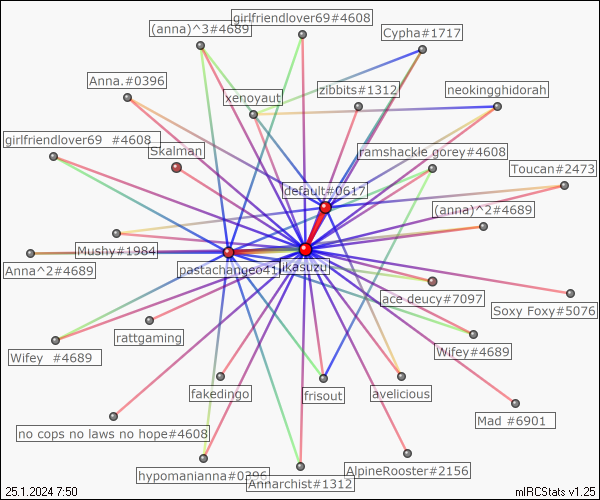 girlfriendlover69#4608
(anna)^3#4689
Cypha#1717
Anna.#0396
zibbits#1312
neokingghidorah
xenoyaut
girlfriendlover69 #4608
Skalman
ramshackle gorey#4608
Toucan#2473
default#0617
(anna)^2#4689
Mushy#1984
Anna^2#4689
pastachangeo41
ikasuzu
ace deucy#7097
Soxy Foxy#5076
rattgaming
Wifey #4689
Wifey#4689
fakedingo
frisout
avelicious
Mad #6901
no cops no laws no hope#4608
hypomanianna#0396
Annarchist#1312
AlpineRooster#2156
25.1.2024 7:50
mIRCStats v1.25